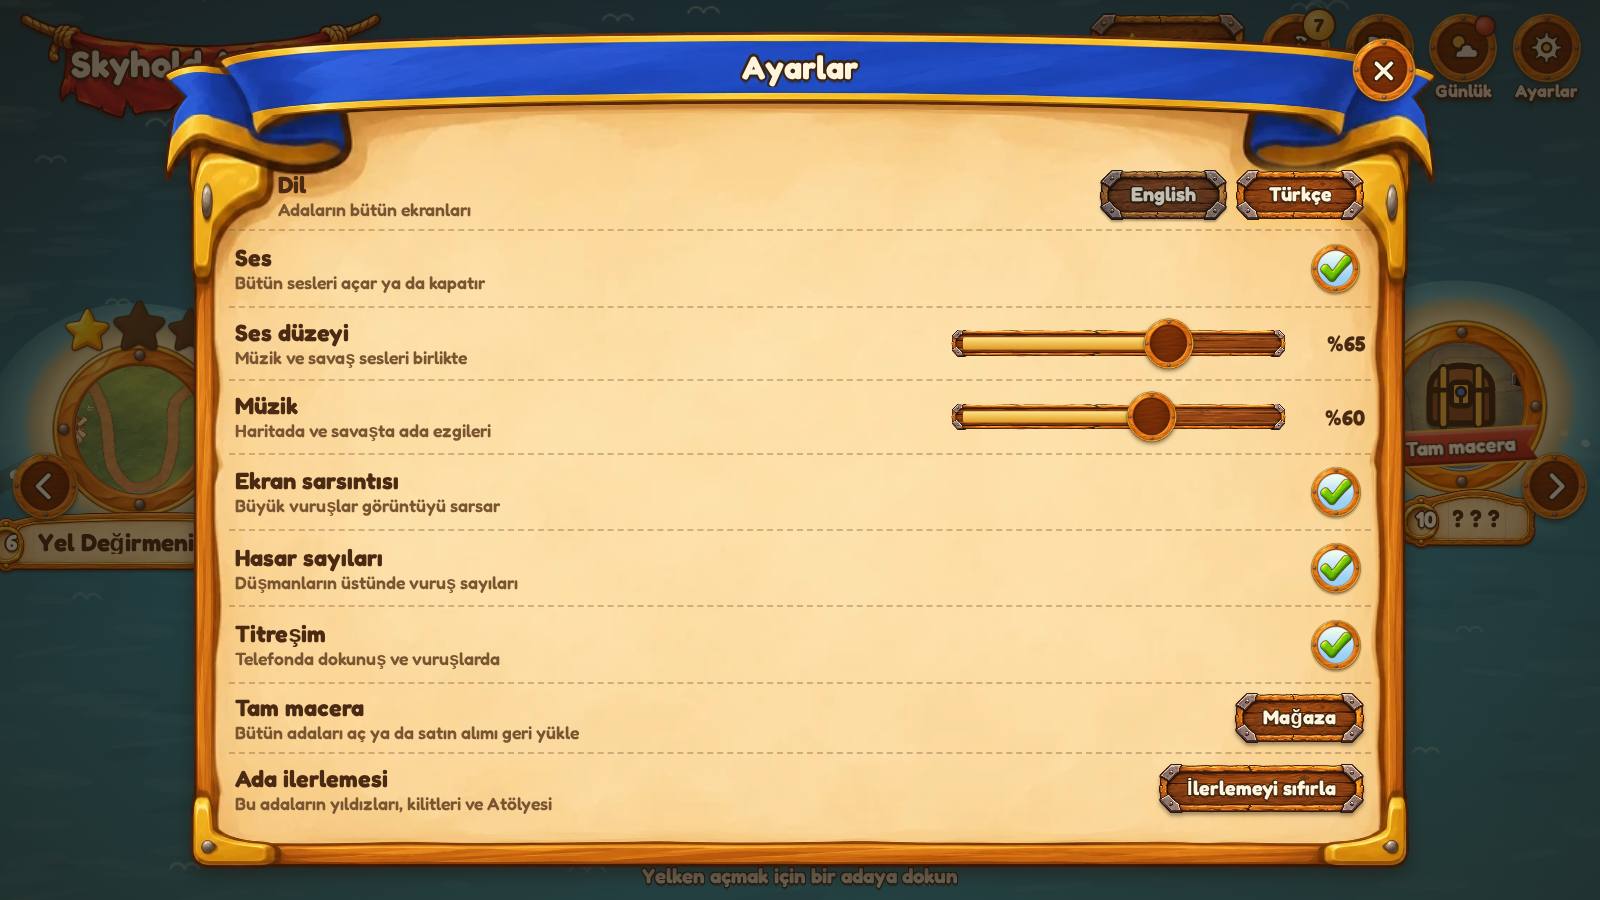 Skyhold
7
Ayarlar
Günlük
Ayarlar
Dil
Adaların bütün ekranları
English
Türkçe
Ses
Bütün sesleri açar ya da kapatır
Ses düzeyi
Müzik ve savaş sesleri birlikte
%65
Müzik
Haritada ve savaşta ada ezgileri
%60
Ekran sarsıntısı
Büyük vuruşlar görüntüyü sarsar
Hasar sayıları
Düşmanların üstünde vuruş sayıları
Titreşim
Telefonda dokunuş ve vuruşlarda
Tam macera
Bütün adaları aç ya da satın alımı geri yükle
Mağaza
Ada ilerlemesi
Bu adaların yıldızları, kilitleri ve Atölyesi
İlerlemeyi sıfırla
6 Yel Değirmeni
Tam macera
10 ? ? ?
Yelken açmak için bir adaya dokun